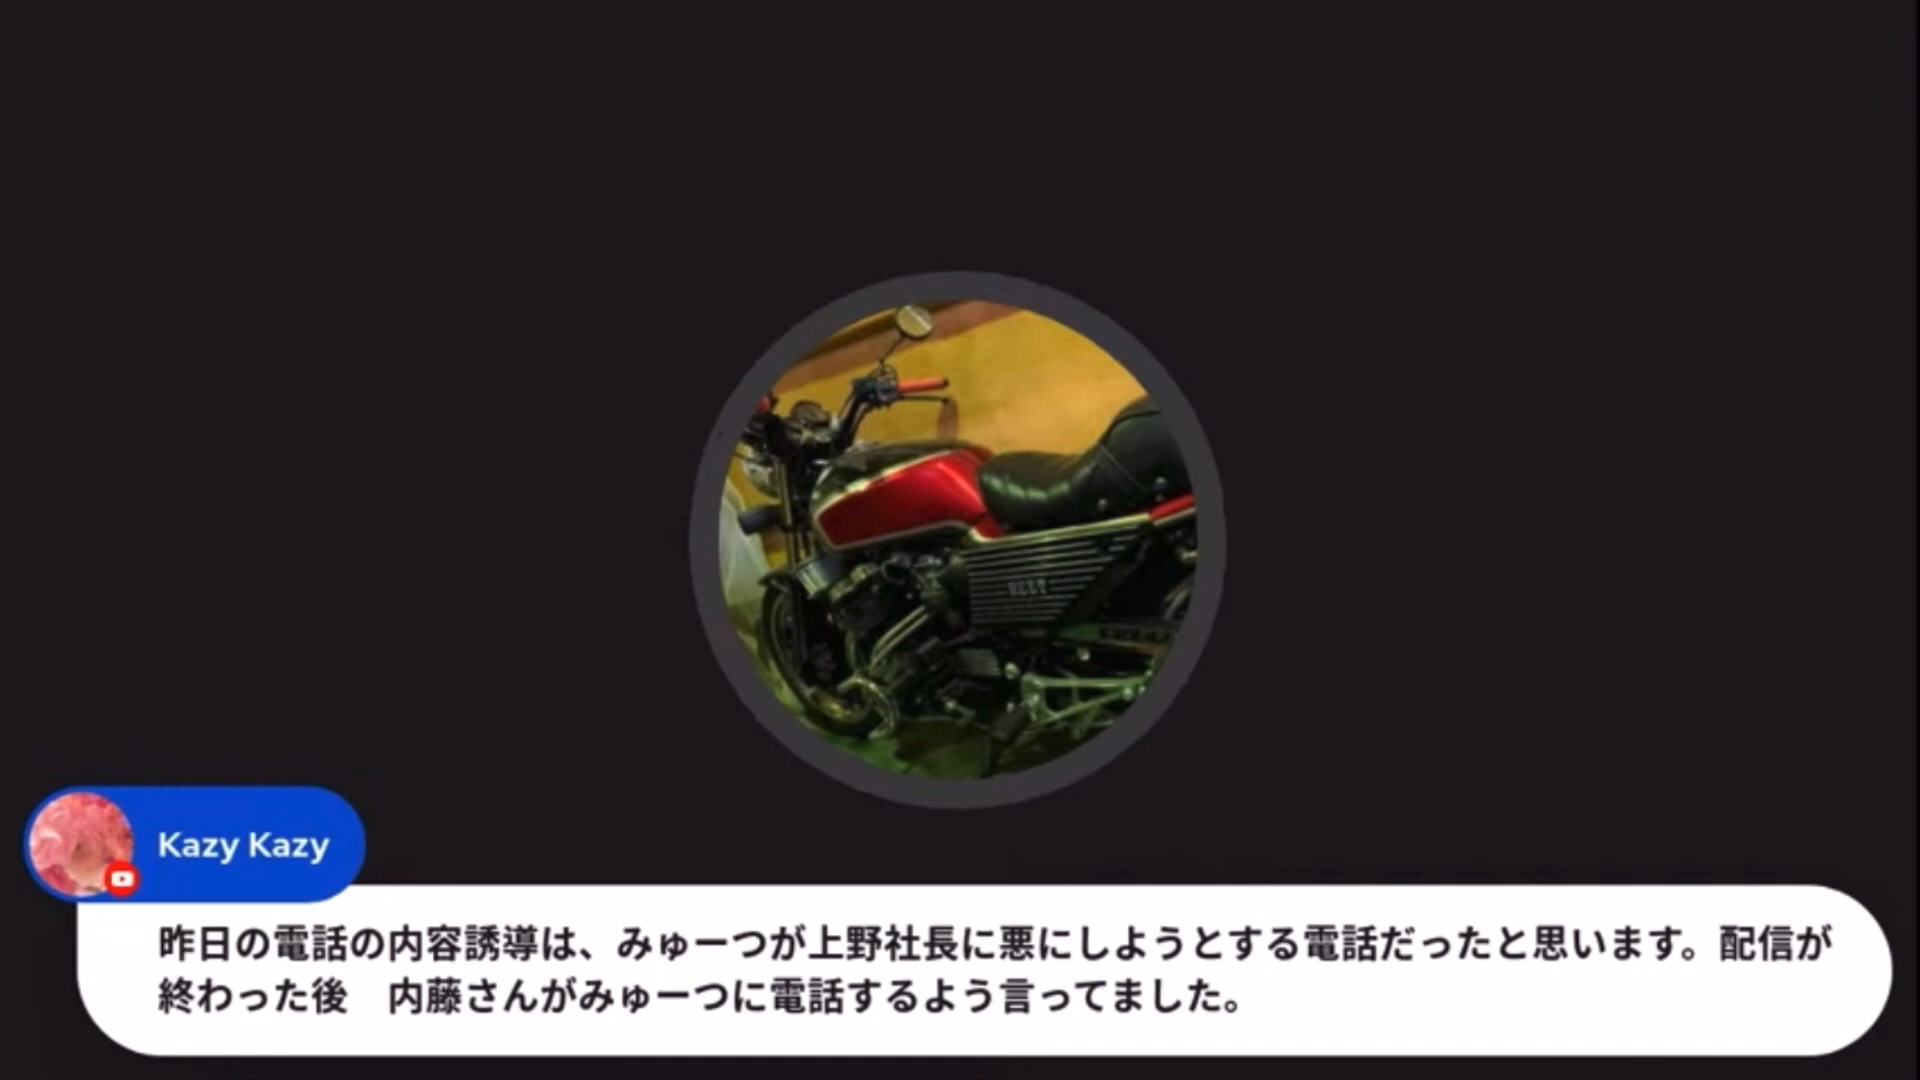 Kazy Kazy
昨日の電話の内容誘導は、みゅーつが上野社長に悪にしようとする電話だったと思います。配信が
終わった後　内藤さんがみゅーつに電話するよう言ってました。